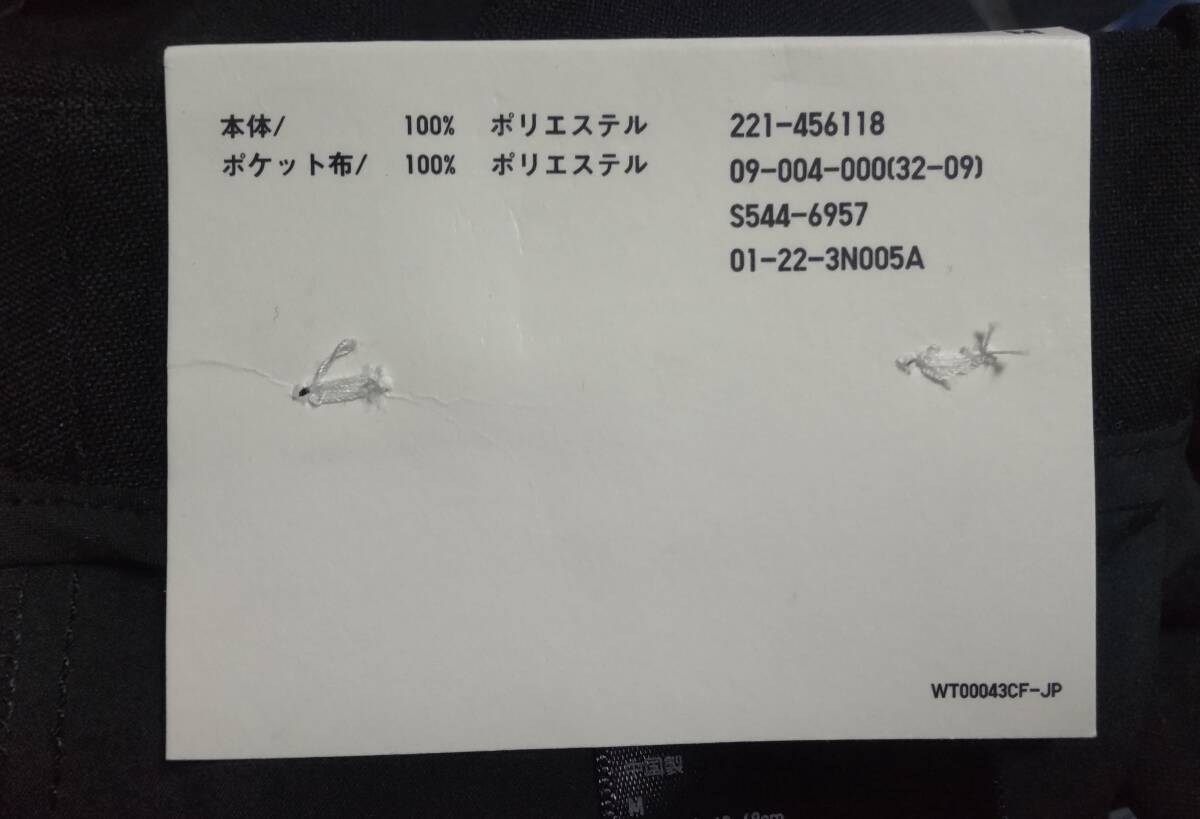 本体/ 100% ポリエステル 221-456118
ポケット布/ 100% ポリエステル 09-004-000(32-09)
S544-6957
01-22-3N005A
WT00043CF-JP
中国製
M